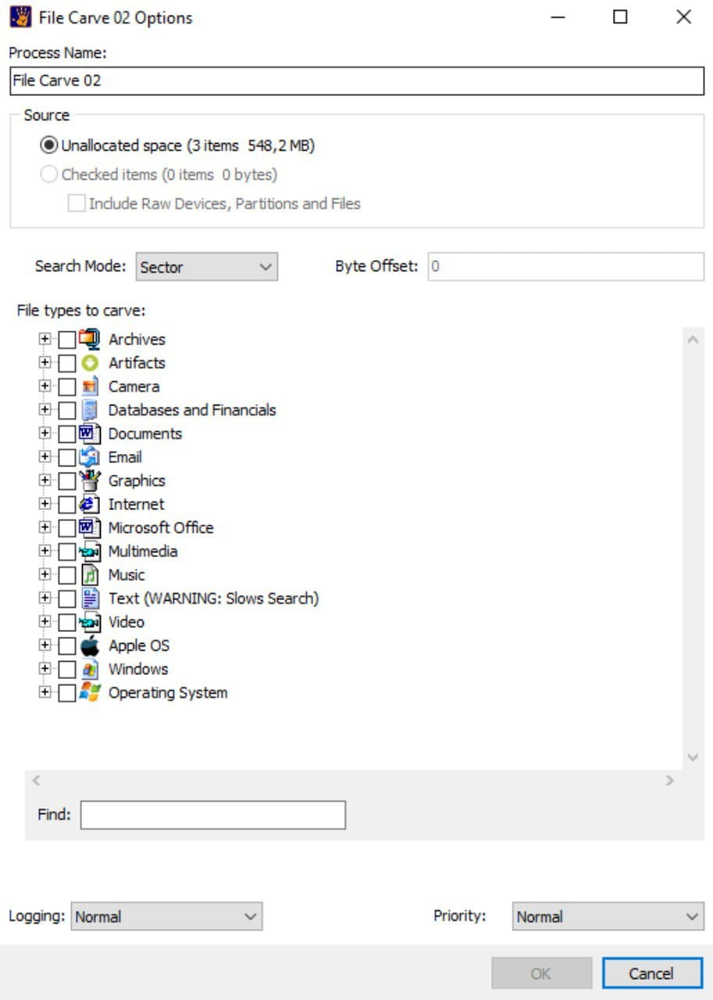 File Carve 02 Options
Process Name:
File Carve 02
Source
Unallocated space (3 items 548,2 MB)
Checked items (0 items 0 bytes)
Include Raw Devices, Partitions and Files
Search Mode: Sector Byte Offset: 0
File types to carve:
Archives
Artifacts
Camera
Databases and Financials
Documents
Email
Graphics
Internet
Microsoft Office
Multimedia
Music
Text (WARNING: Slows Search)
Video
Apple OS
Windows
Operating System
Find:
Logging: Normal Priority: Normal
OK Cancel